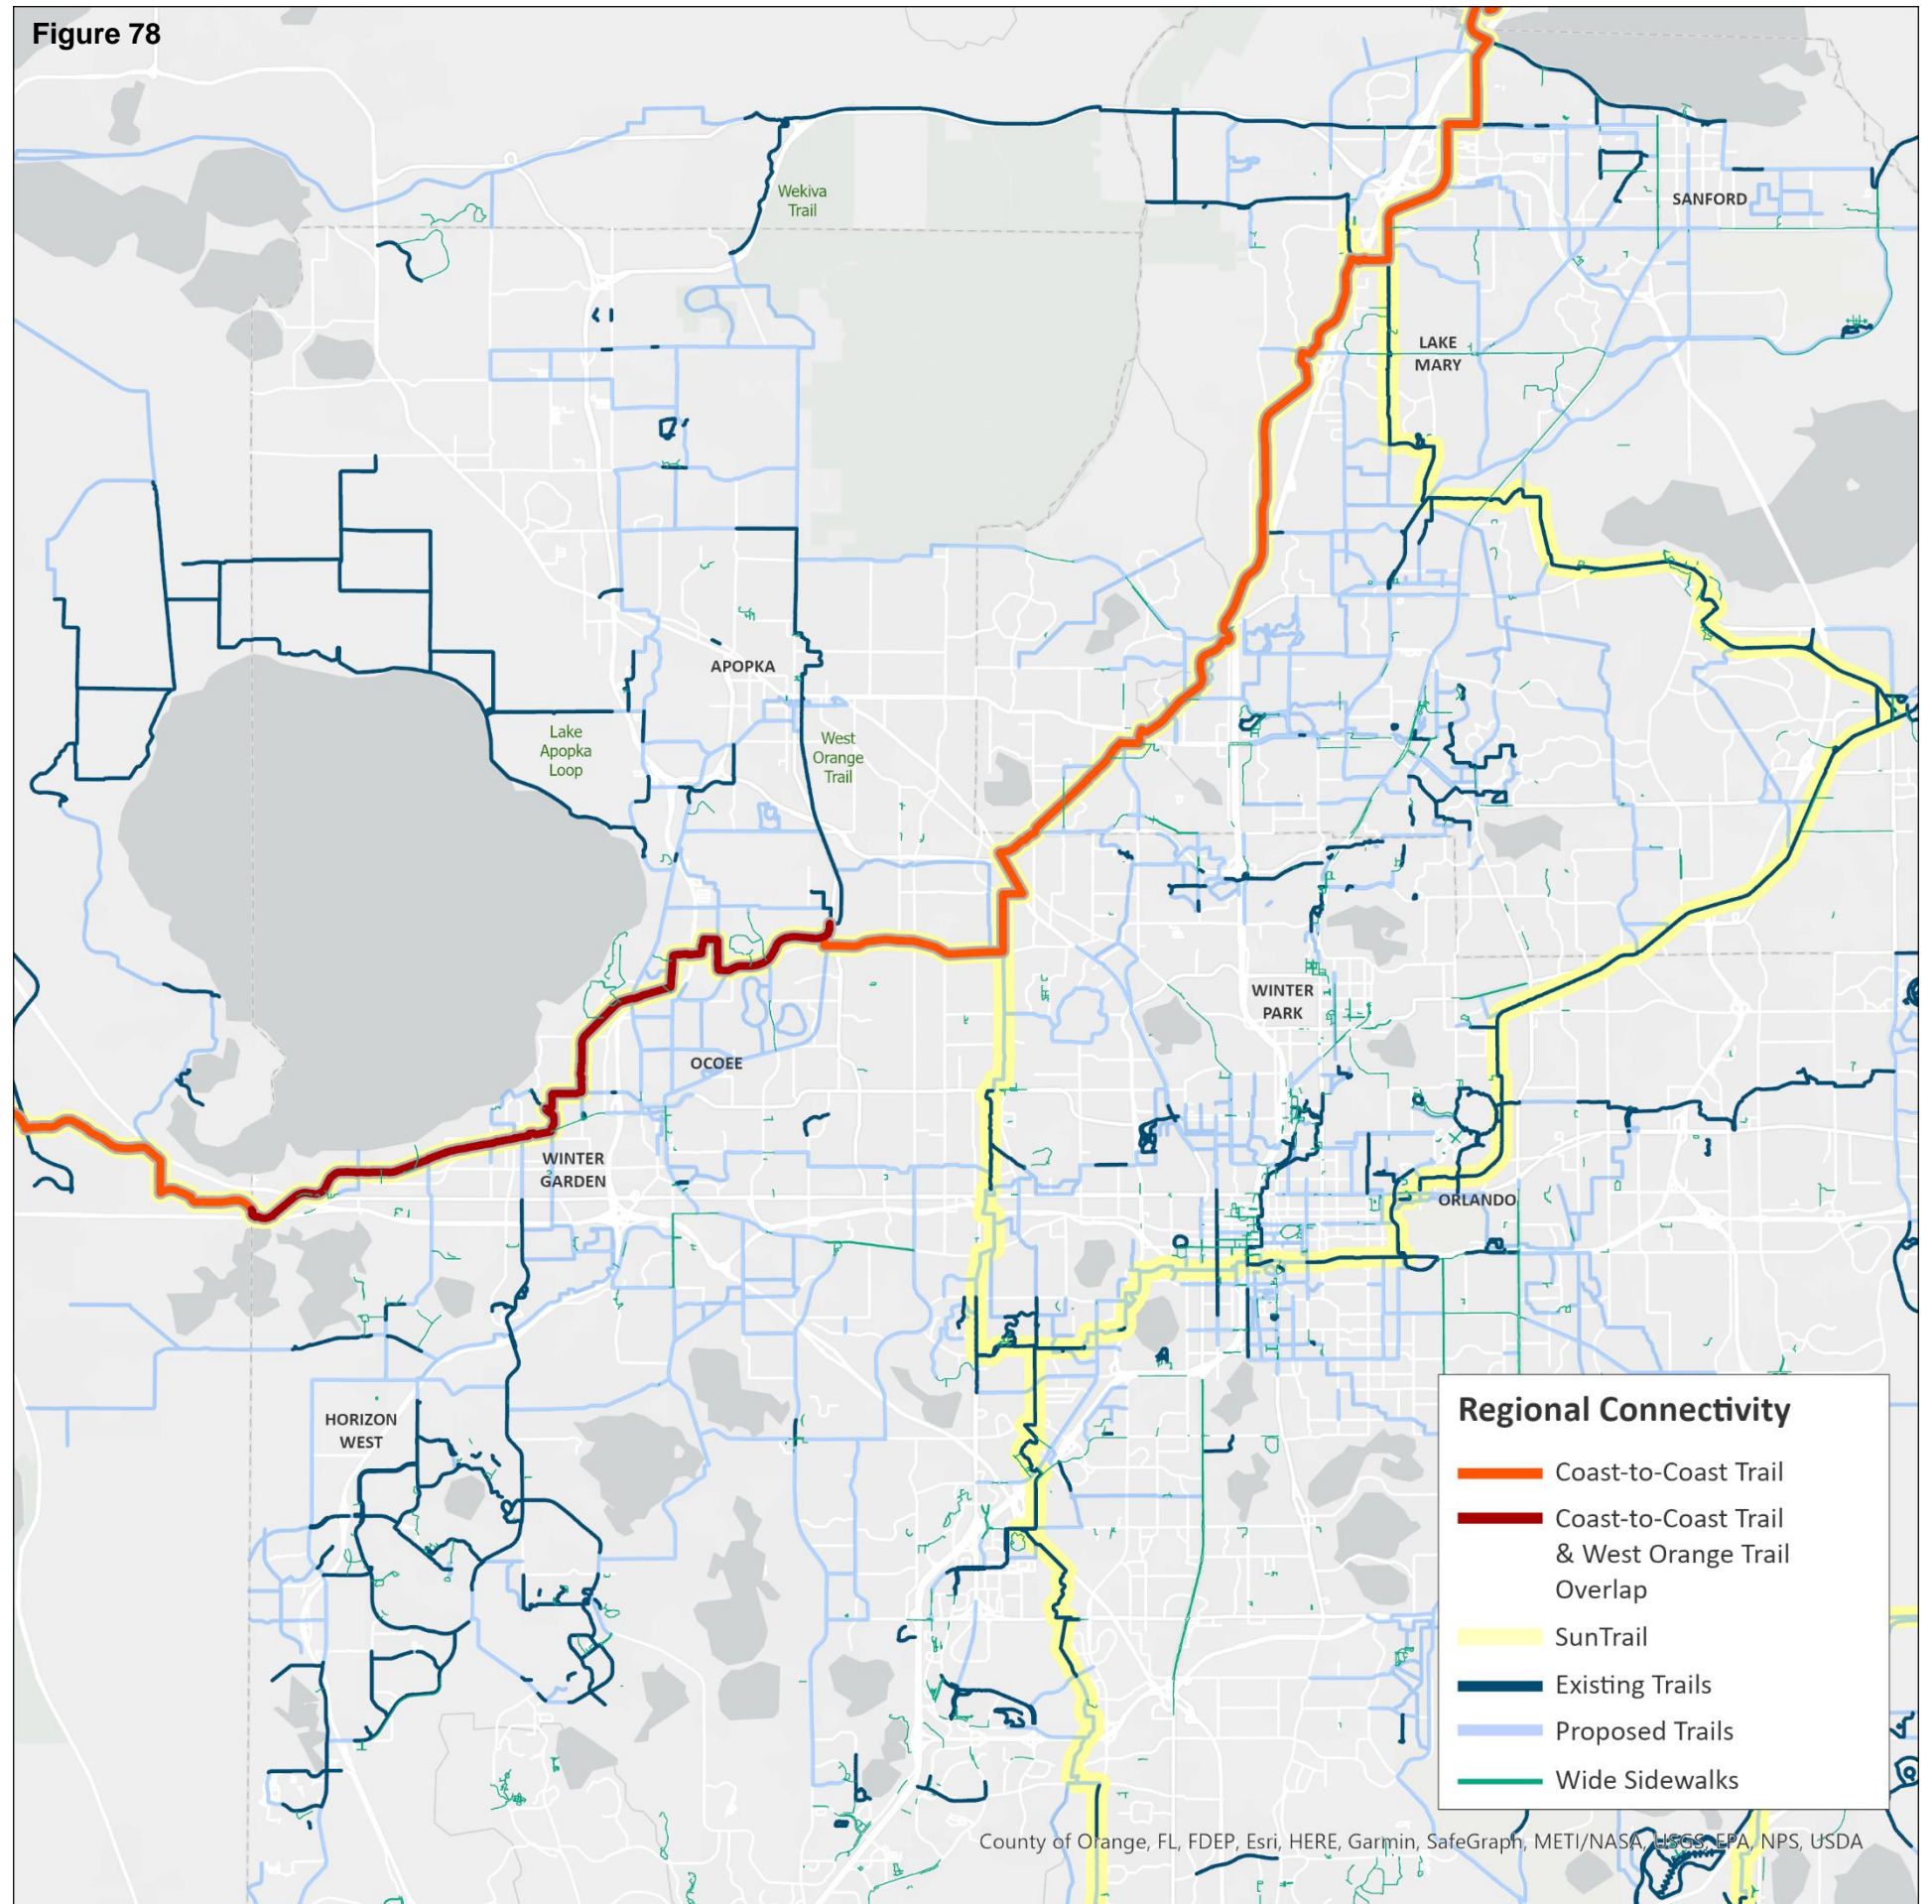 Figure 78
Wekiva
Trail
SANFORD
LAKE
MARY
APOPKA
Lake
Apopka
Loop
West
Orange
Trail
WINTER
PARK
OCOEE
WINTER
GARDEN
ORLANDO
HORIZON
WEST
Regional Connectivity
Coast-to-Coast Trail
Coast-to-Coast Trail
& West Orange Trail
Overlap
SunTrail
Existing Trails
Proposed Trails
Wide Sidewalks
County of Orange, FL, FDEP, Esri, HERE, Garmin, SafeGraph, METI/NASA, USGS, EPA, NPS, USDA